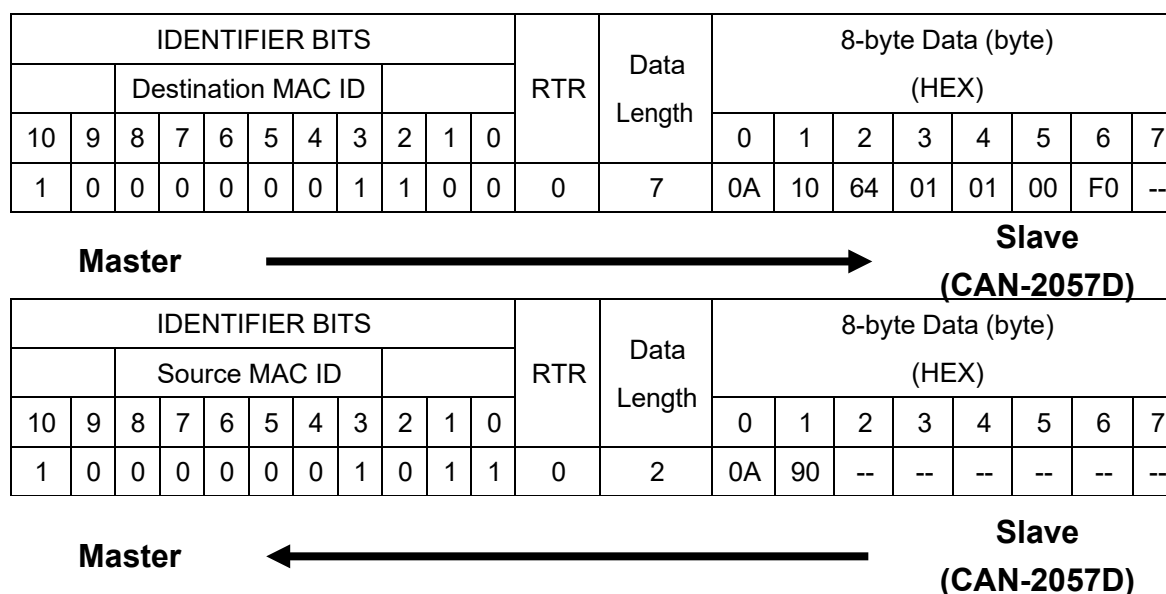 IDENTIFIER BITS RTR Data Length 8-byte Data (byte)
Destination MAC ID (HEX)
10 9 8 7 6 5 4 3 2 1 0 0 1 2 3 4 5 6 7
1 0 0 0 0 0 0 1 1 0 0 0 7 0A 10 64 01 01 00 F0 --
Master Slave
(CAN-2057D)
IDENTIFIER BITS RTR Data Length 8-byte Data (byte)
Source MAC ID (HEX)
10 9 8 7 6 5 4 3 2 1 0 0 1 2 3 4 5 6 7
1 0 0 0 0 0 0 1 0 1 1 0 2 0A 90 -- -- -- -- -- --
Master Slave
(CAN-2057D)